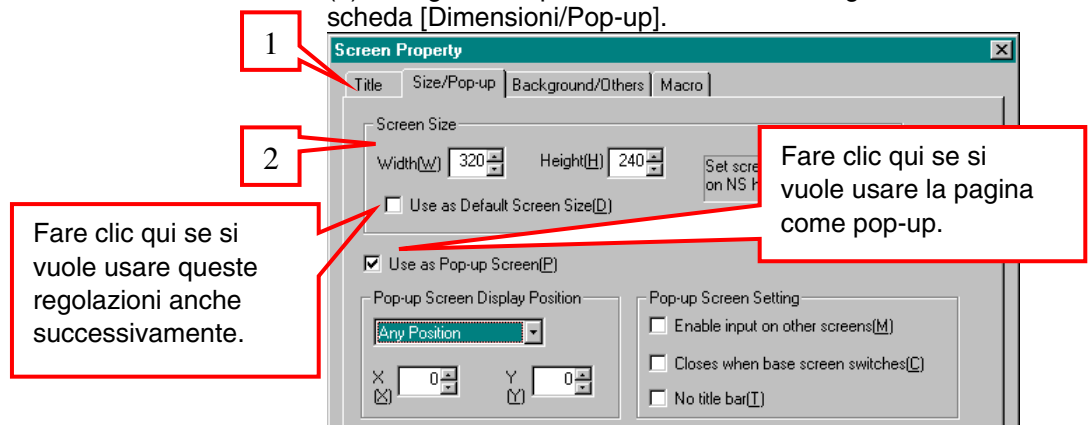 scheda [Dimensioni/Pop-up].
1
Screen Property
Title Size/Pop-up Background/Others Macro
Screen Size
2
Width(W) 320 Height(H) 240
Set scre
on NS h
Use as Default Screen Size(D)
Fare clic qui se si
vuole usare la pagina
come pop-up.
Fare clic qui se si
vuole usare queste
regolazioni anche
successivamente.
Use as Pop-up Screen(P)
Pop-up Screen Display Position
Any Position
X 0 Y 0
(X) (Y)
Pop-up Screen Setting
Enable input on other screens(M)
Closes when base screen switches(C)
No title bar(T)